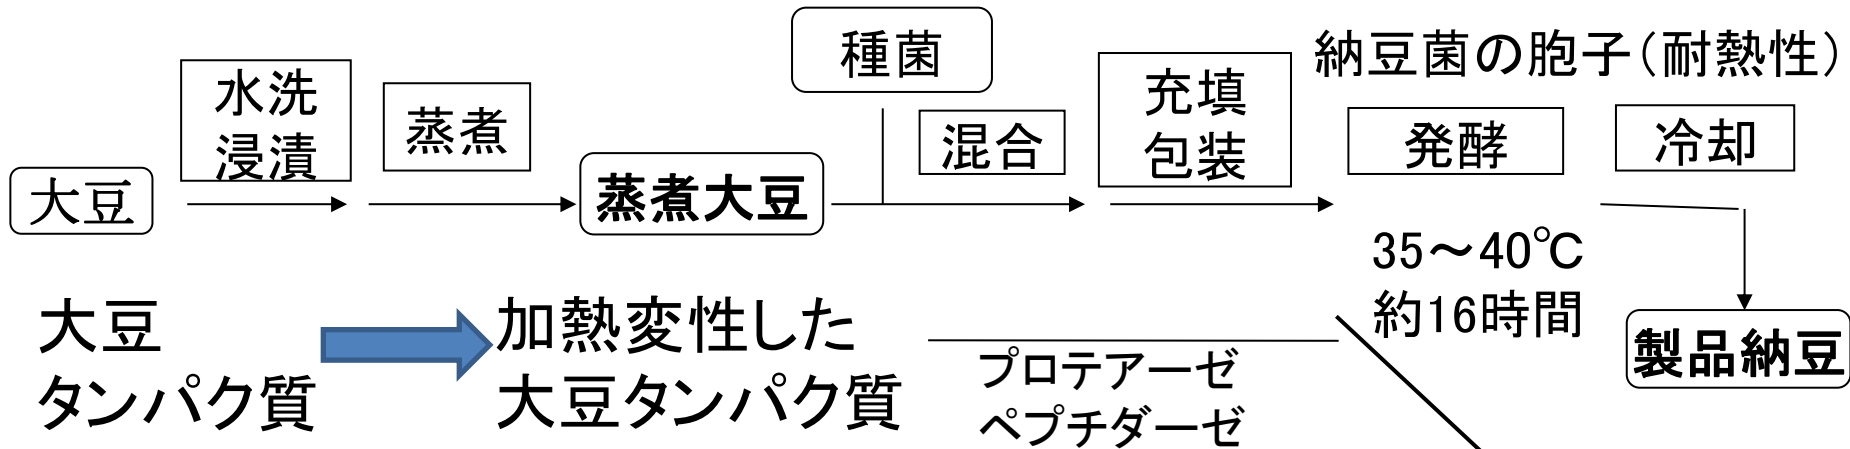 大豆
水洗
浸漬
蒸煮
蒸煮大豆
種菌
混合
充填
包装
納豆菌の胞子(耐熱性)
発酵
35～40℃
約16時間
冷却
製品納豆
大豆
タンパク質
加熱変性した
大豆タンパク質
プロテアーゼ
ペプチダーゼ